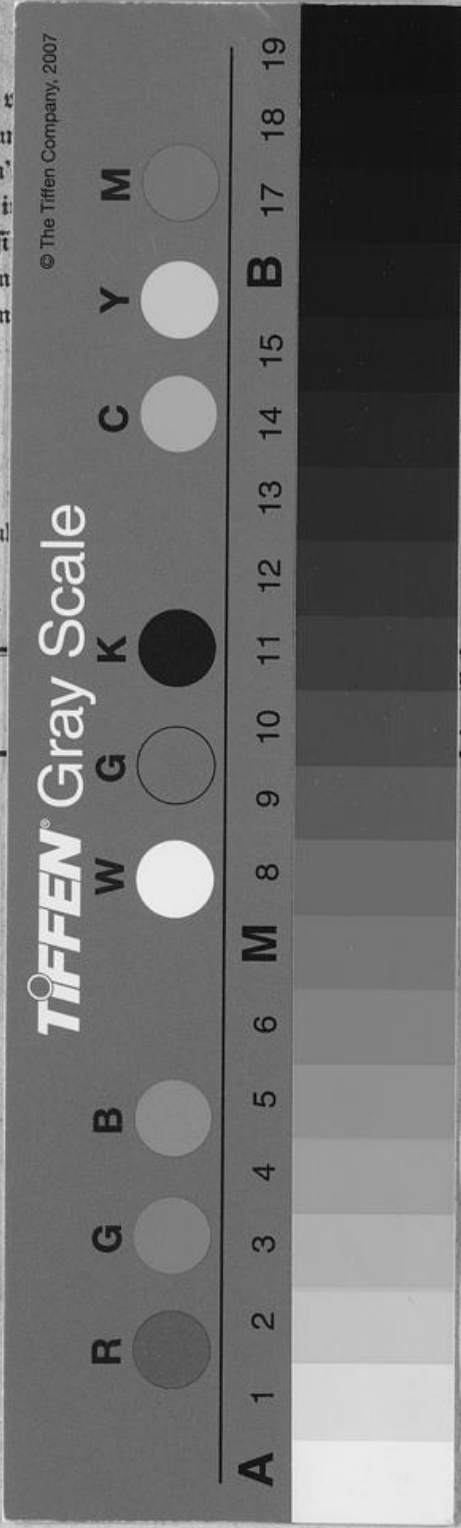 © The Tiffen Company, 2007
TIFFEN® Gray Scale
R G B W G K C Y M
A 1 2 3 4 5 6 M 8 9 10 11 12 13 14 15 B 17 18 19